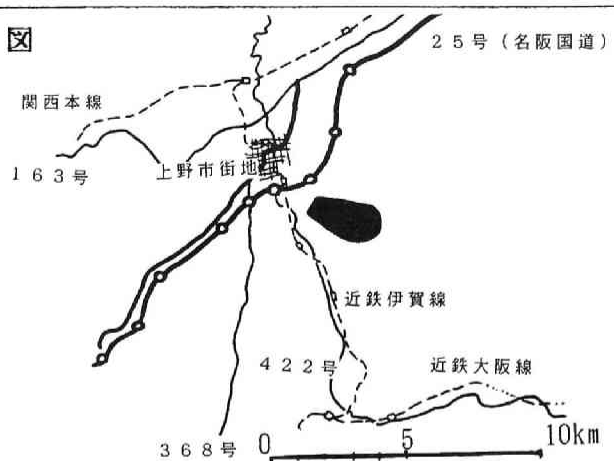 図
25号(名阪国道)
関西本線
163号
上野市街地
近鉄伊賀線
422号
近鉄大阪線
368号
0 5 10km